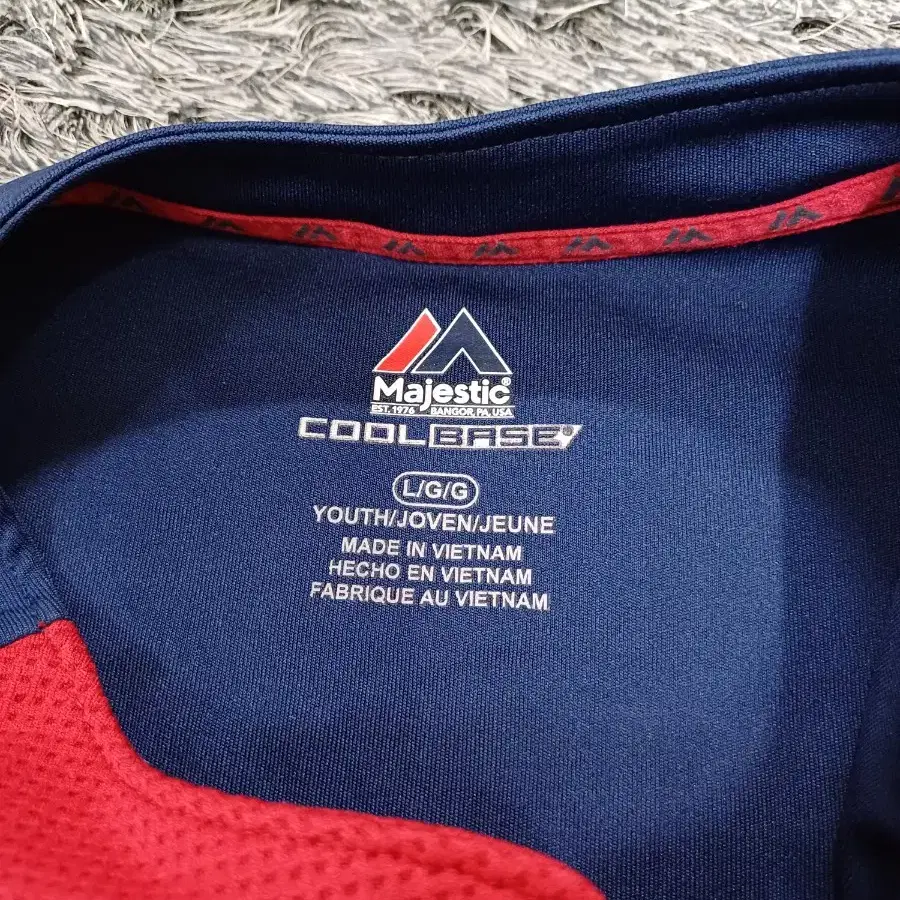 Majestic®
EST. 1976 BANGOR, PA, USA
COOLBASE®
L/G/G
YOUTH/JOVEN/JEUNE
MADE IN VIETNAM
HECHO EN VIETNAM
FABRIQUE AU VIETNAM